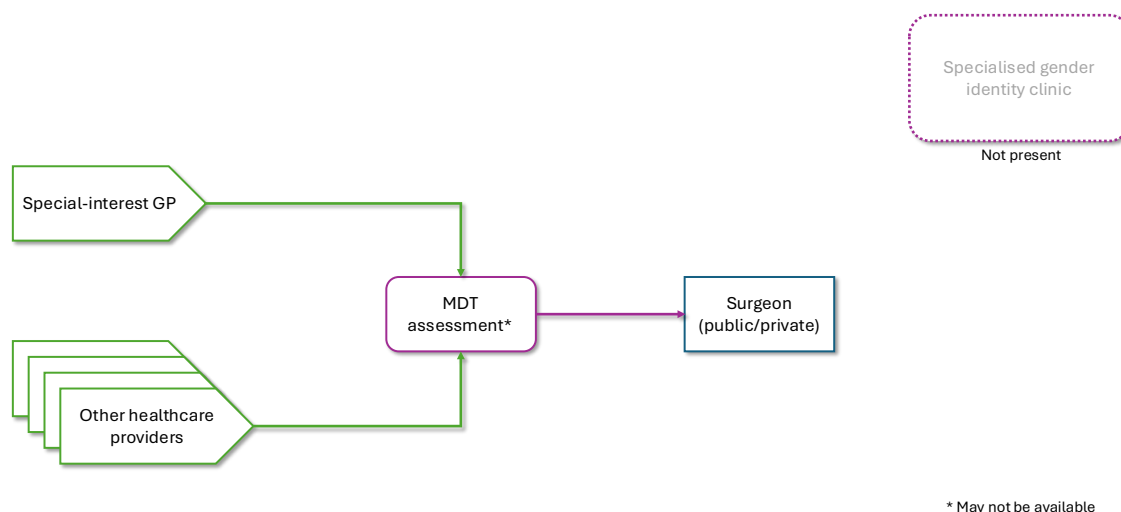 Specialised gender
identity clinic
Not present
Special-interest GP
MDT
assessment*
Surgeon
(public/private)
Other healthcare
providers
* May not be available